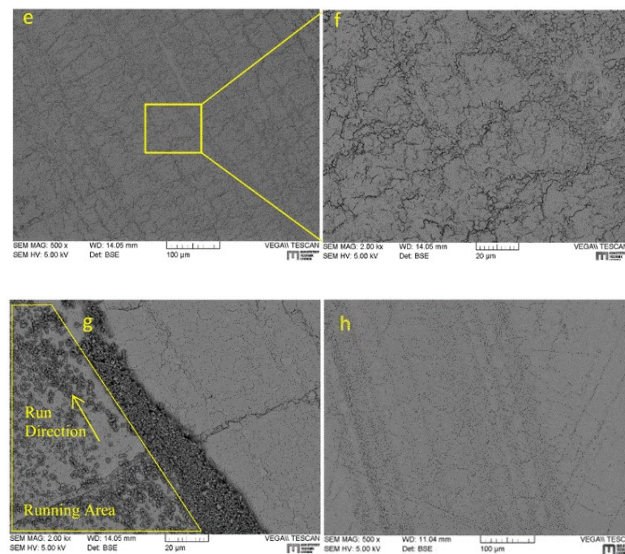 e
f
SEM MAG: 500 x WD: 14.05 mm
SEM HV: 5.00 kV Det: BSE 100 µm
VEGA\\ TESCAN
SEM MAG: 2.00 kx WD: 14.05 mm
SEM HV: 5.00 kV Det: BSE 20 µm
VEGA\\ TESCAN
g
h
Run
Direction
Running Area
SEM MAG: 2.00 kx WD: 14.05 mm
SEM HV: 5.00 kV Det: BSE 20 µm
VEGA\\ TESCAN
SEM MAG: 500 x WD: 11.04 mm
SEM HV: 5.00 kV Det: BSE 100 µm
VEGA\\ TESCAN